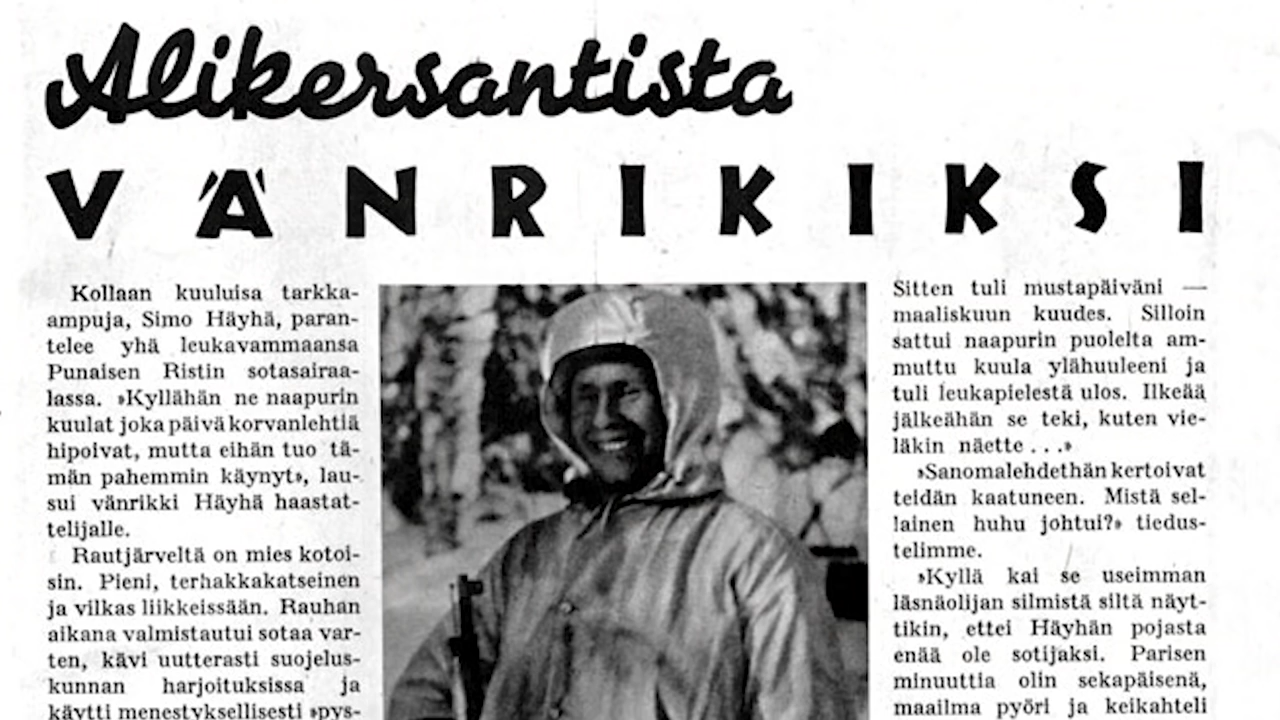 Alikersantista
VÄNRIKIKSI
Kollaan kuuluisa tarkka-
ampuja, Simo Häyhä, paran-
telee yhä leukavammaansa
Punaisen Ristin sotasairaa-
lassa. »Kyllähän ne naapurin
kuulat joka päivä korvanlehtiä
hipoivat, mutta eihän tuo tä-
män pahemmin käynyt», lau-
sui vänrikki Häyhä haastat-
telijalle.
Rautjärveltä on mies kotoi-
sin. Pieni, terhakkakatseinen
ja vilkas liikkeissään. Rauhan
aikana valmistautui sotaa var-
ten, kävi uutterasti suojelus-
kunnan harjoituksissa ja
käytti menestyksellisesti »pys-
Sitten tuli mustapäiväni —
maaliskuun kuudes. Silloin
sattui naapurin puolelta am-
muttu kuula ylähuuleeni ja
tuli leukapielestä ulos. Ilkeää
jälkeähän se teki, kuten vie-
läkin näette . . .»
»Sanomalehdethän kertoivat
teidän kaatuneen. Mistä sel-
lainen huhu johtui?» tiedus-
telimme.
»Kyllä kai se useimman
läsnäolijan silmistä siltä näyt-
tikin, ettei Häyhän pojasta
enää ole sotijaksi. Parisen
minuuttia olin sekapäisenä,
maailma pyöri ja keikahteli